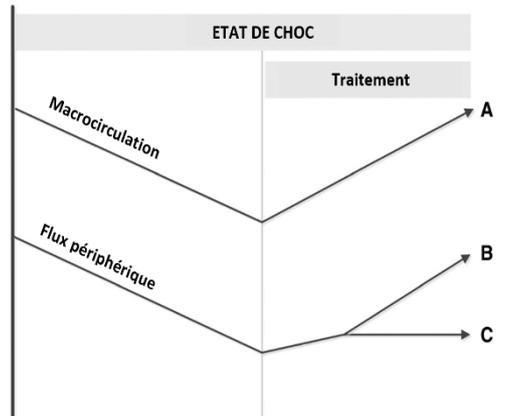 ETAT DE CHOC
Traitement
Macrocirculation
A
Flux périphérique
B
C